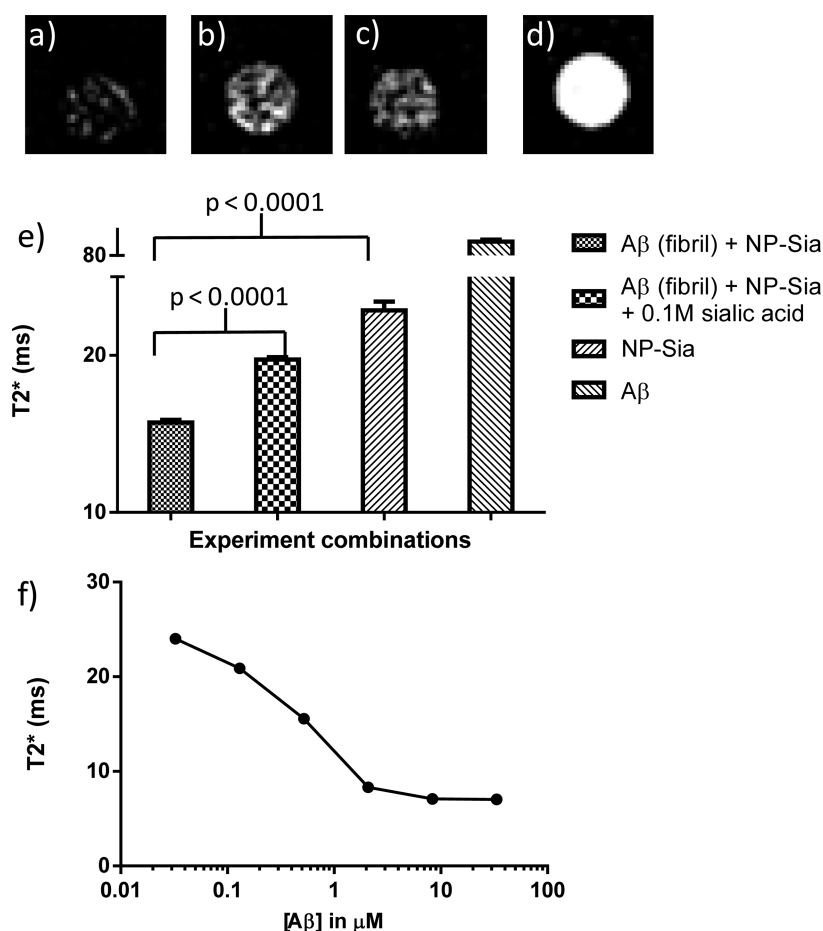 a)
b)
c)
d)
e)
p < 0.0001
p < 0.0001
80
20
10
T2* (ms)
Experiment combinations
Aβ (fibril) + NP-Sia
Aβ (fibril) + NP-Sia
+ 0.1M sialic acid
NP-Sia
Aβ
f)
30
20
10
0
T2* (ms)
0.01
0.1
1
10
100
[Aβ] in μM